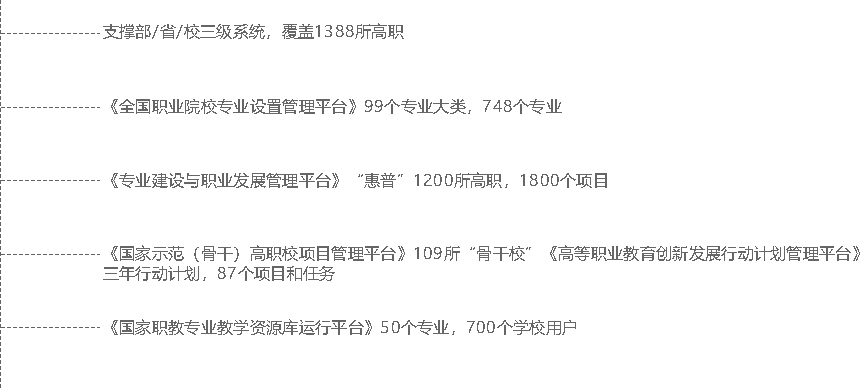 支撑部/省/校三级系统，覆盖1388所高职
《全国职业院校专业设置管理平台》99个专业大类，748个专业
《专业建设与职业发展管理平台》“惠普”1200所高职，1800个项目
《国家示范（骨干）高职校项目管理平台》109所“骨干校”《高等职业教育创新发展行动计划管理平台》
三年行动计划，87个项目和任务
《国家职教专业教学资源库运行平台》50个专业，700个学校用户